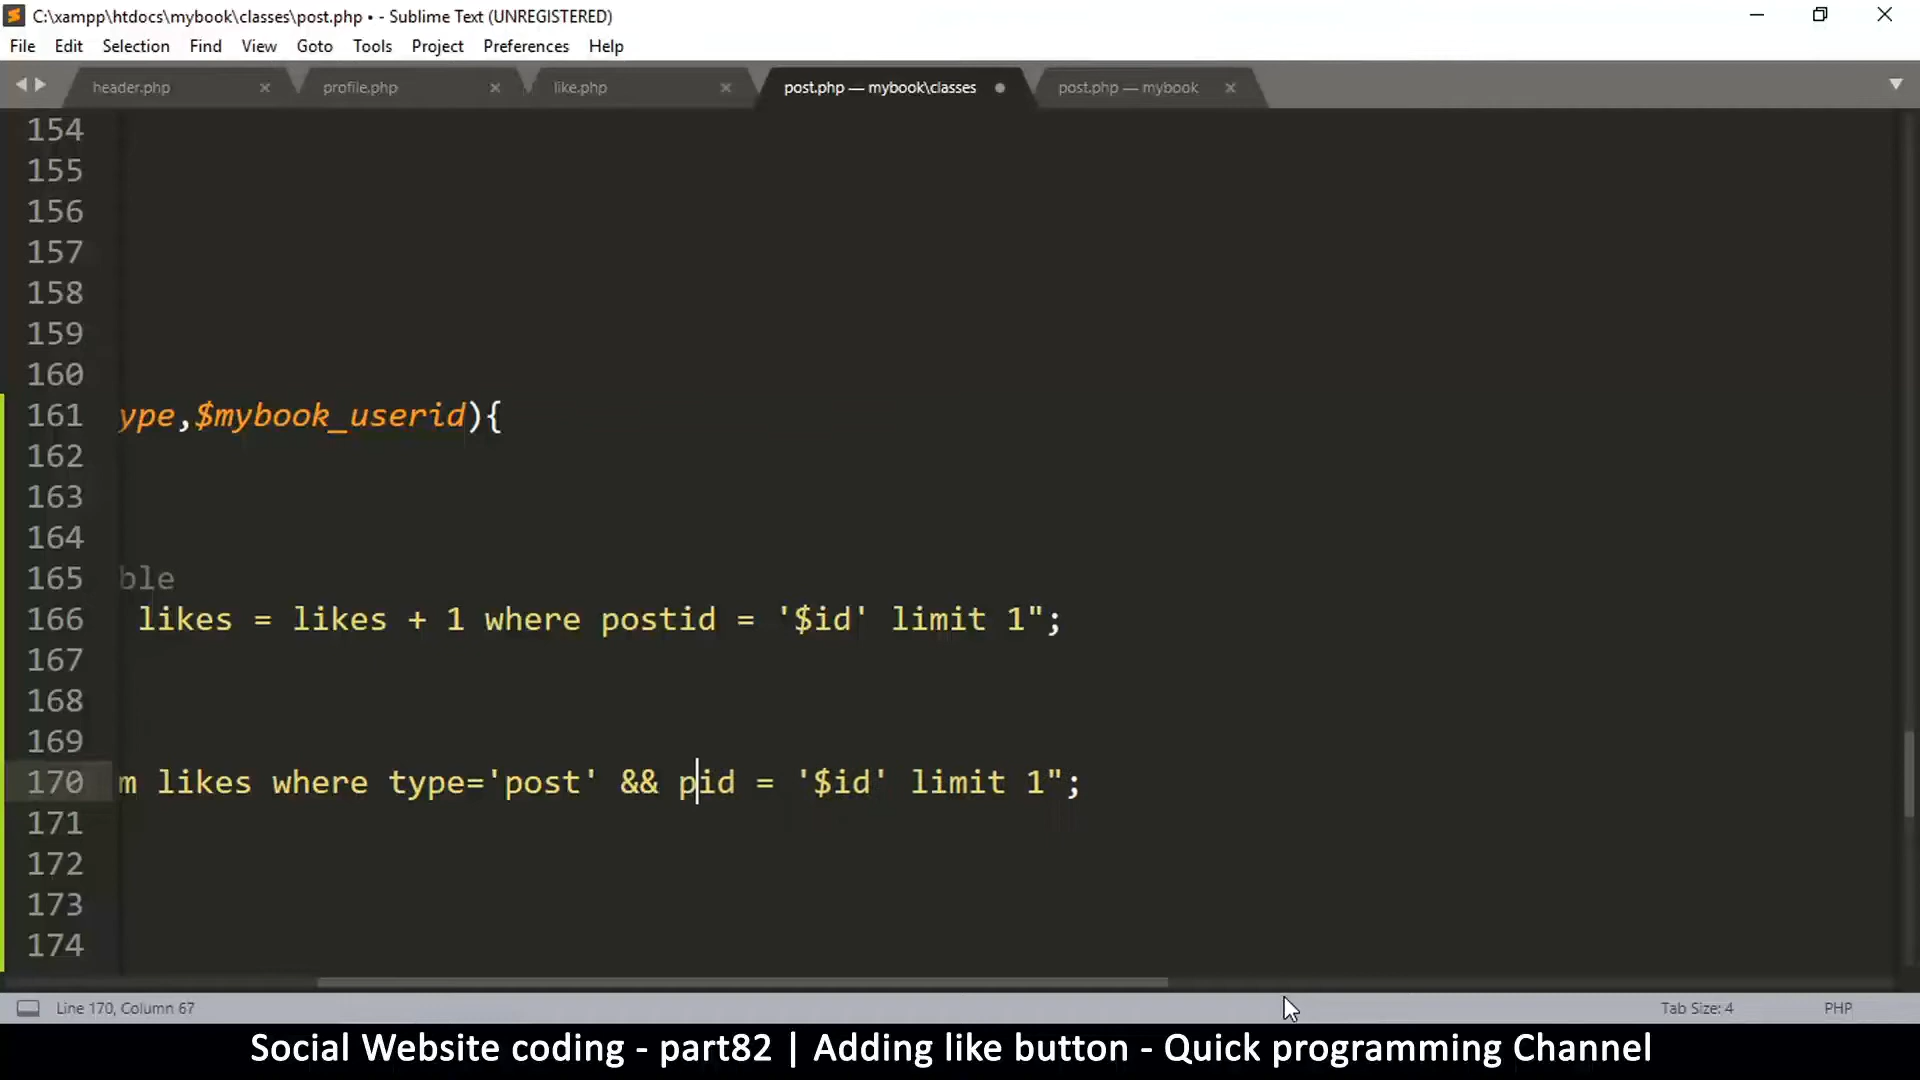 C:\xampp\htdocs\mybook\classes\post.php • - Sublime Text (UNREGISTERED)
File Edit Selection Find View Goto Tools Project Preferences Help
header.php profile.php like.php post.php — mybook\classes post.php — mybook
154
155
156
157
158
159
160
161 ype,$mybook_userid){
162
163
164
165 ble
166 likes = likes + 1 where postid = '$id' limit 1";
167
168
169
170 m likes where type='post' && pid = '$id' limit 1";
171
172
173
174
Line 170, Column 67 Tab Size: 4 PHP
Social Website coding - part82 | Adding like button - Quick programming Channel